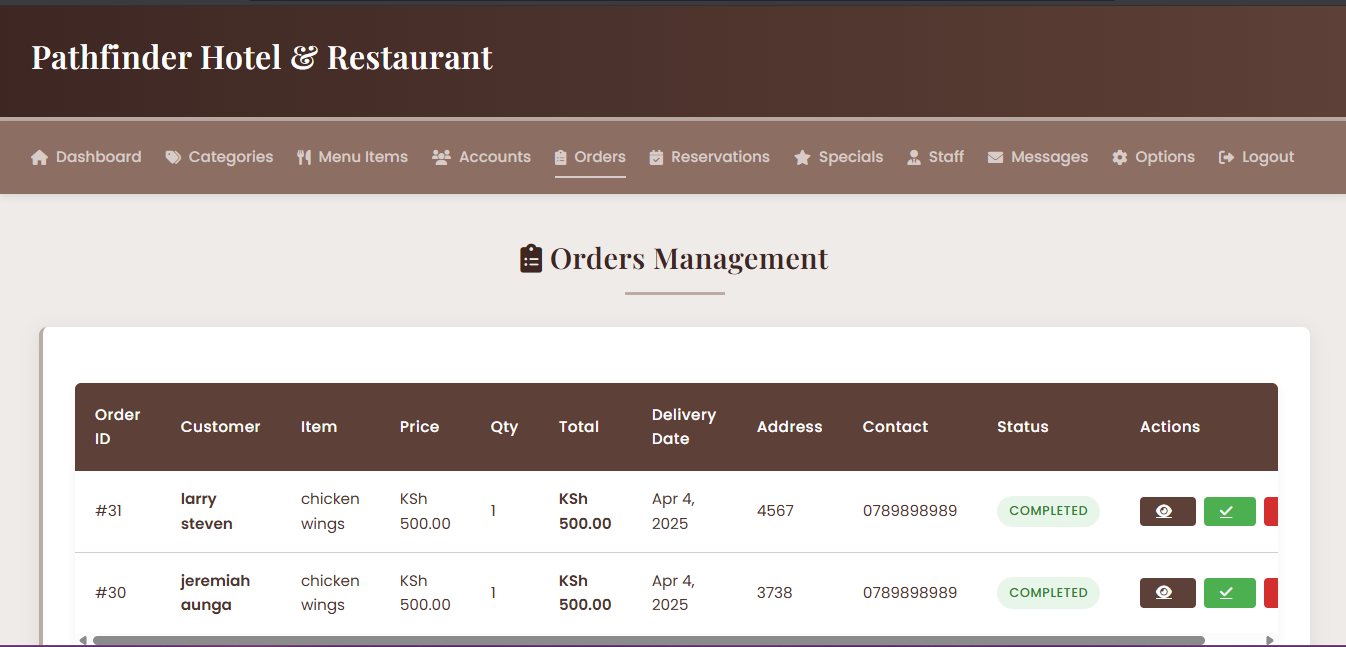 Pathfinder Hotel & Restaurant
Dashboard Categories Menu Items Accounts Orders Reservations Specials Staff Messages Options Logout
Orders Management
Order ID Customer Item Price Qty Total Delivery Date Address Contact Status Actions
#31 larry steven chicken wings KSh 500.00 1 KSh 500.00 Apr 4, 2025 4567 0789898989 COMPLETED
#30 jeremiah aunga chicken wings KSh 500.00 1 KSh 500.00 Apr 4, 2025 3738 0789898989 COMPLETED